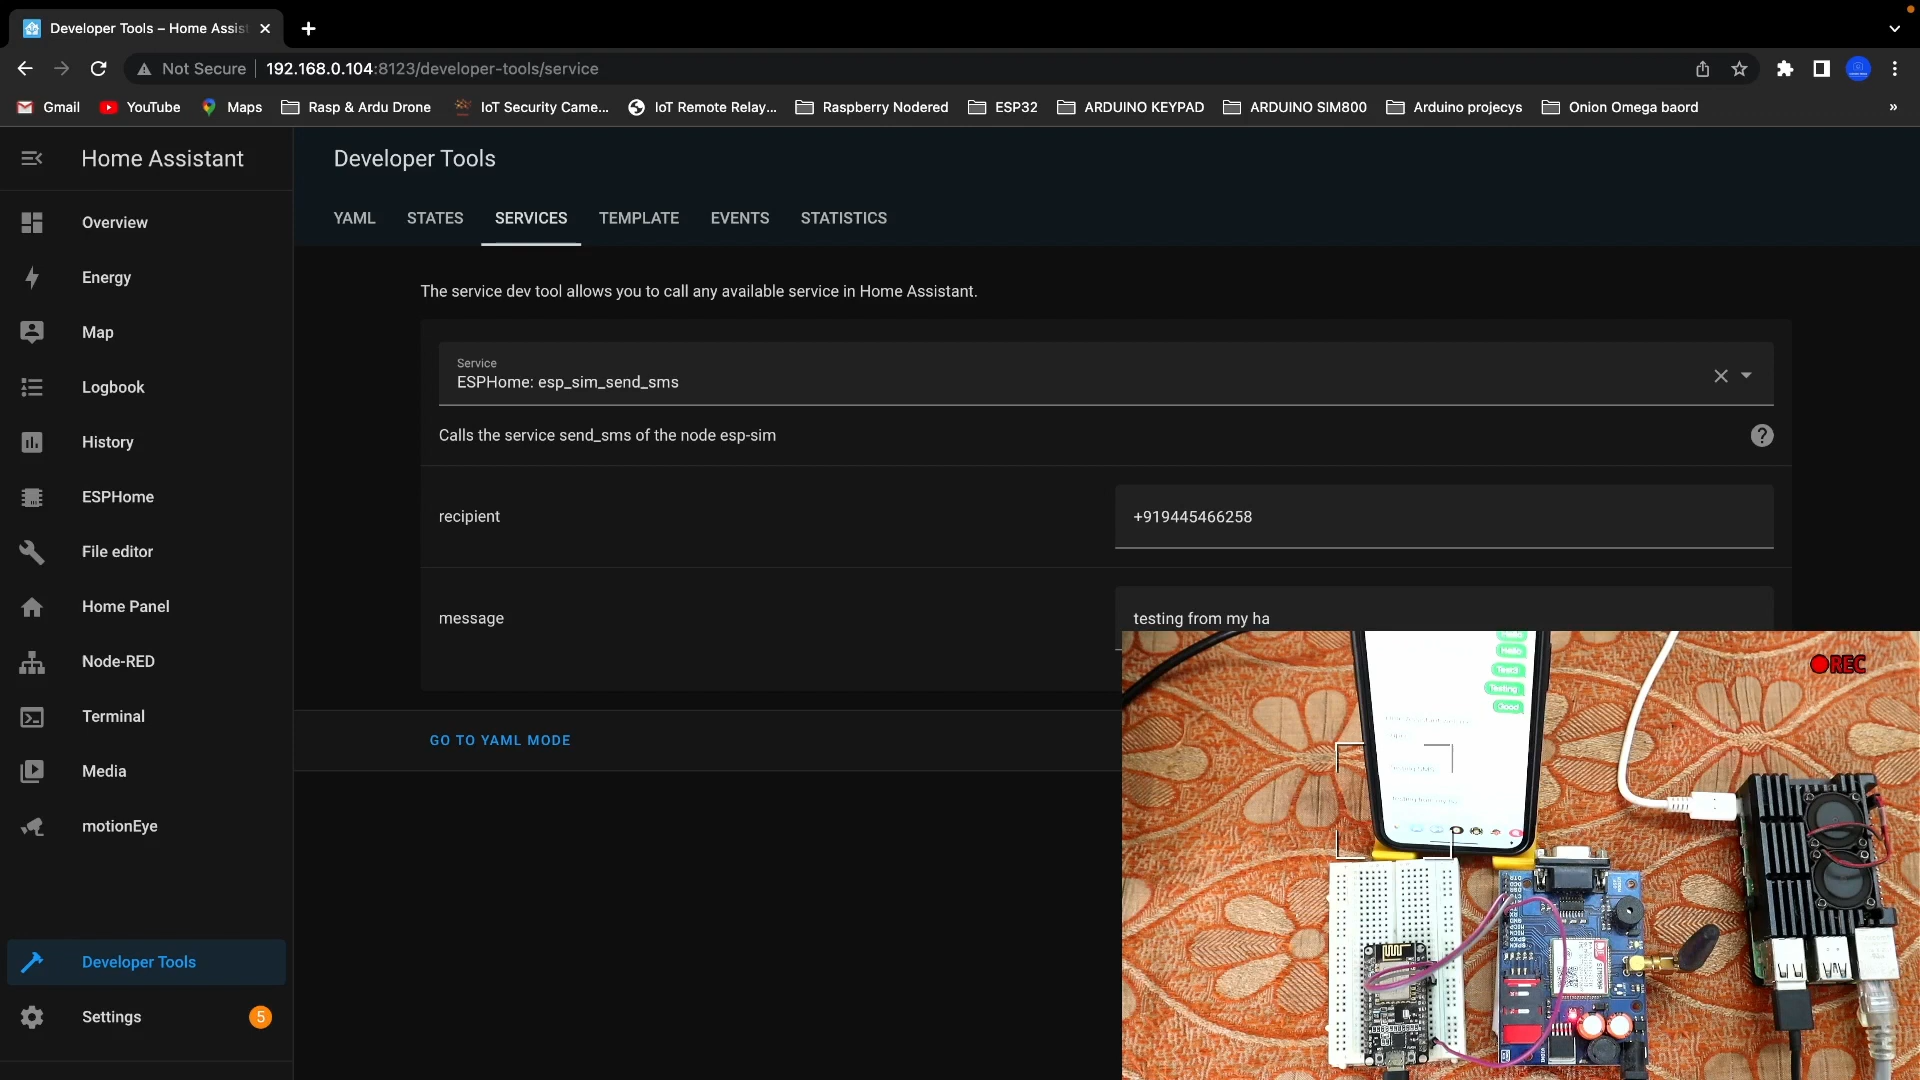 Developer Tools – Home Assis
Not Secure
192.168.0.104:8123/developer-tools/service
Gmail
YouTube
Maps
Rasp & Ardu Drone
IoT Security Came...
IoT Remote Relay...
Raspberry Nodered
ESP32
ARDUINO KEYPAD
ARDUINO SIM800
Arduino projecys
Onion Omega baord
»
Home Assistant
Developer Tools
YAML
STATES
SERVICES
TEMPLATE
EVENTS
STATISTICS
Overview
Energy
Map
Logbook
History
ESPHome
File editor
Home Panel
Node-RED
Terminal
Media
motionEye
Developer Tools
Settings
5
The service dev tool allows you to call any available service in Home Assistant.
Service
ESPHome: esp_sim_send_sms
Calls the service send_sms of the node esp-sim
recipient
+919445466258
message
testing from my ha
GO TO YAML MODE
REC
Hello
Testing
Good